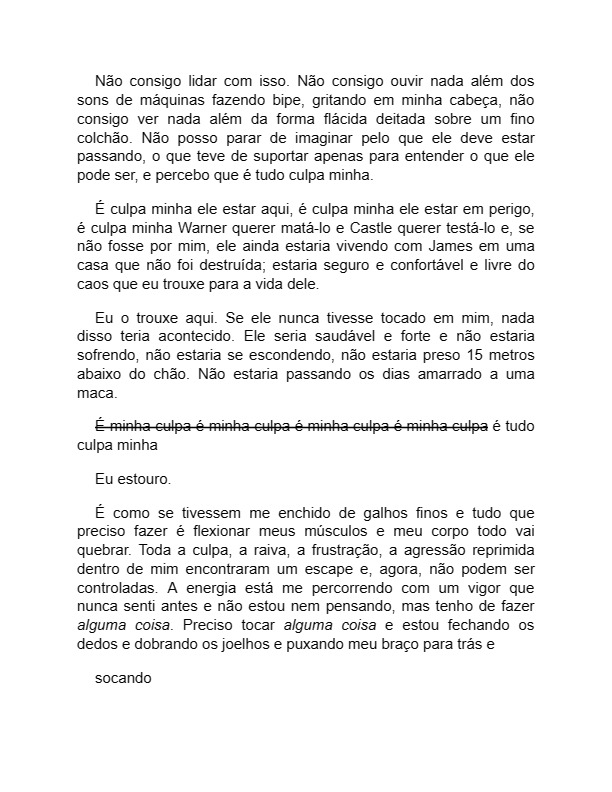 Não consigo lidar com isso. Não consigo ouvir nada além dos
sons de máquinas fazendo bipe, gritando em minha cabeça, não
consigo ver nada além da forma flácida deitada sobre um fino
colchão. Não posso parar de imaginar pelo que ele deve estar
passando, o que teve de suportar apenas para entender o que ele
pode ser, e percebo que é tudo culpa minha.
É culpa minha ele estar aqui, é culpa minha ele estar em perigo,
é culpa minha Warner querer matá-lo e Castle querer testá-lo e, se
não fosse por mim, ele ainda estaria vivendo com James em uma
casa que não foi destruída; estaria seguro e confortável e livre do
caos que eu trouxe para a vida dele.
Eu o trouxe aqui. Se ele nunca tivesse tocado em mim, nada
disso teria acontecido. Ele seria saudável e forte e não estaria
sofrendo, não estaria se escondendo, não estaria preso 15 metros
abaixo do chão. Não estaria passando os dias amarrado a uma
maca.
É minha culpa é minha culpa é minha culpa é minha culpa é tudo
culpa minha
Eu estouro.
É como se tivessem me enchido de galhos finos e tudo que
preciso fazer é flexionar meus músculos e meu corpo todo vai
quebrar. Toda a culpa, a raiva, a frustração, a agressão reprimida
dentro de mim encontraram um escape e, agora, não podem ser
controladas. A energia está me percorrendo com um vigor que
nunca senti antes e não estou nem pensando, mas tenho de fazer
alguma coisa. Preciso tocar alguma coisa e estou fechando os
dedos e dobrando os joelhos e puxando meu braço para trás e
socando